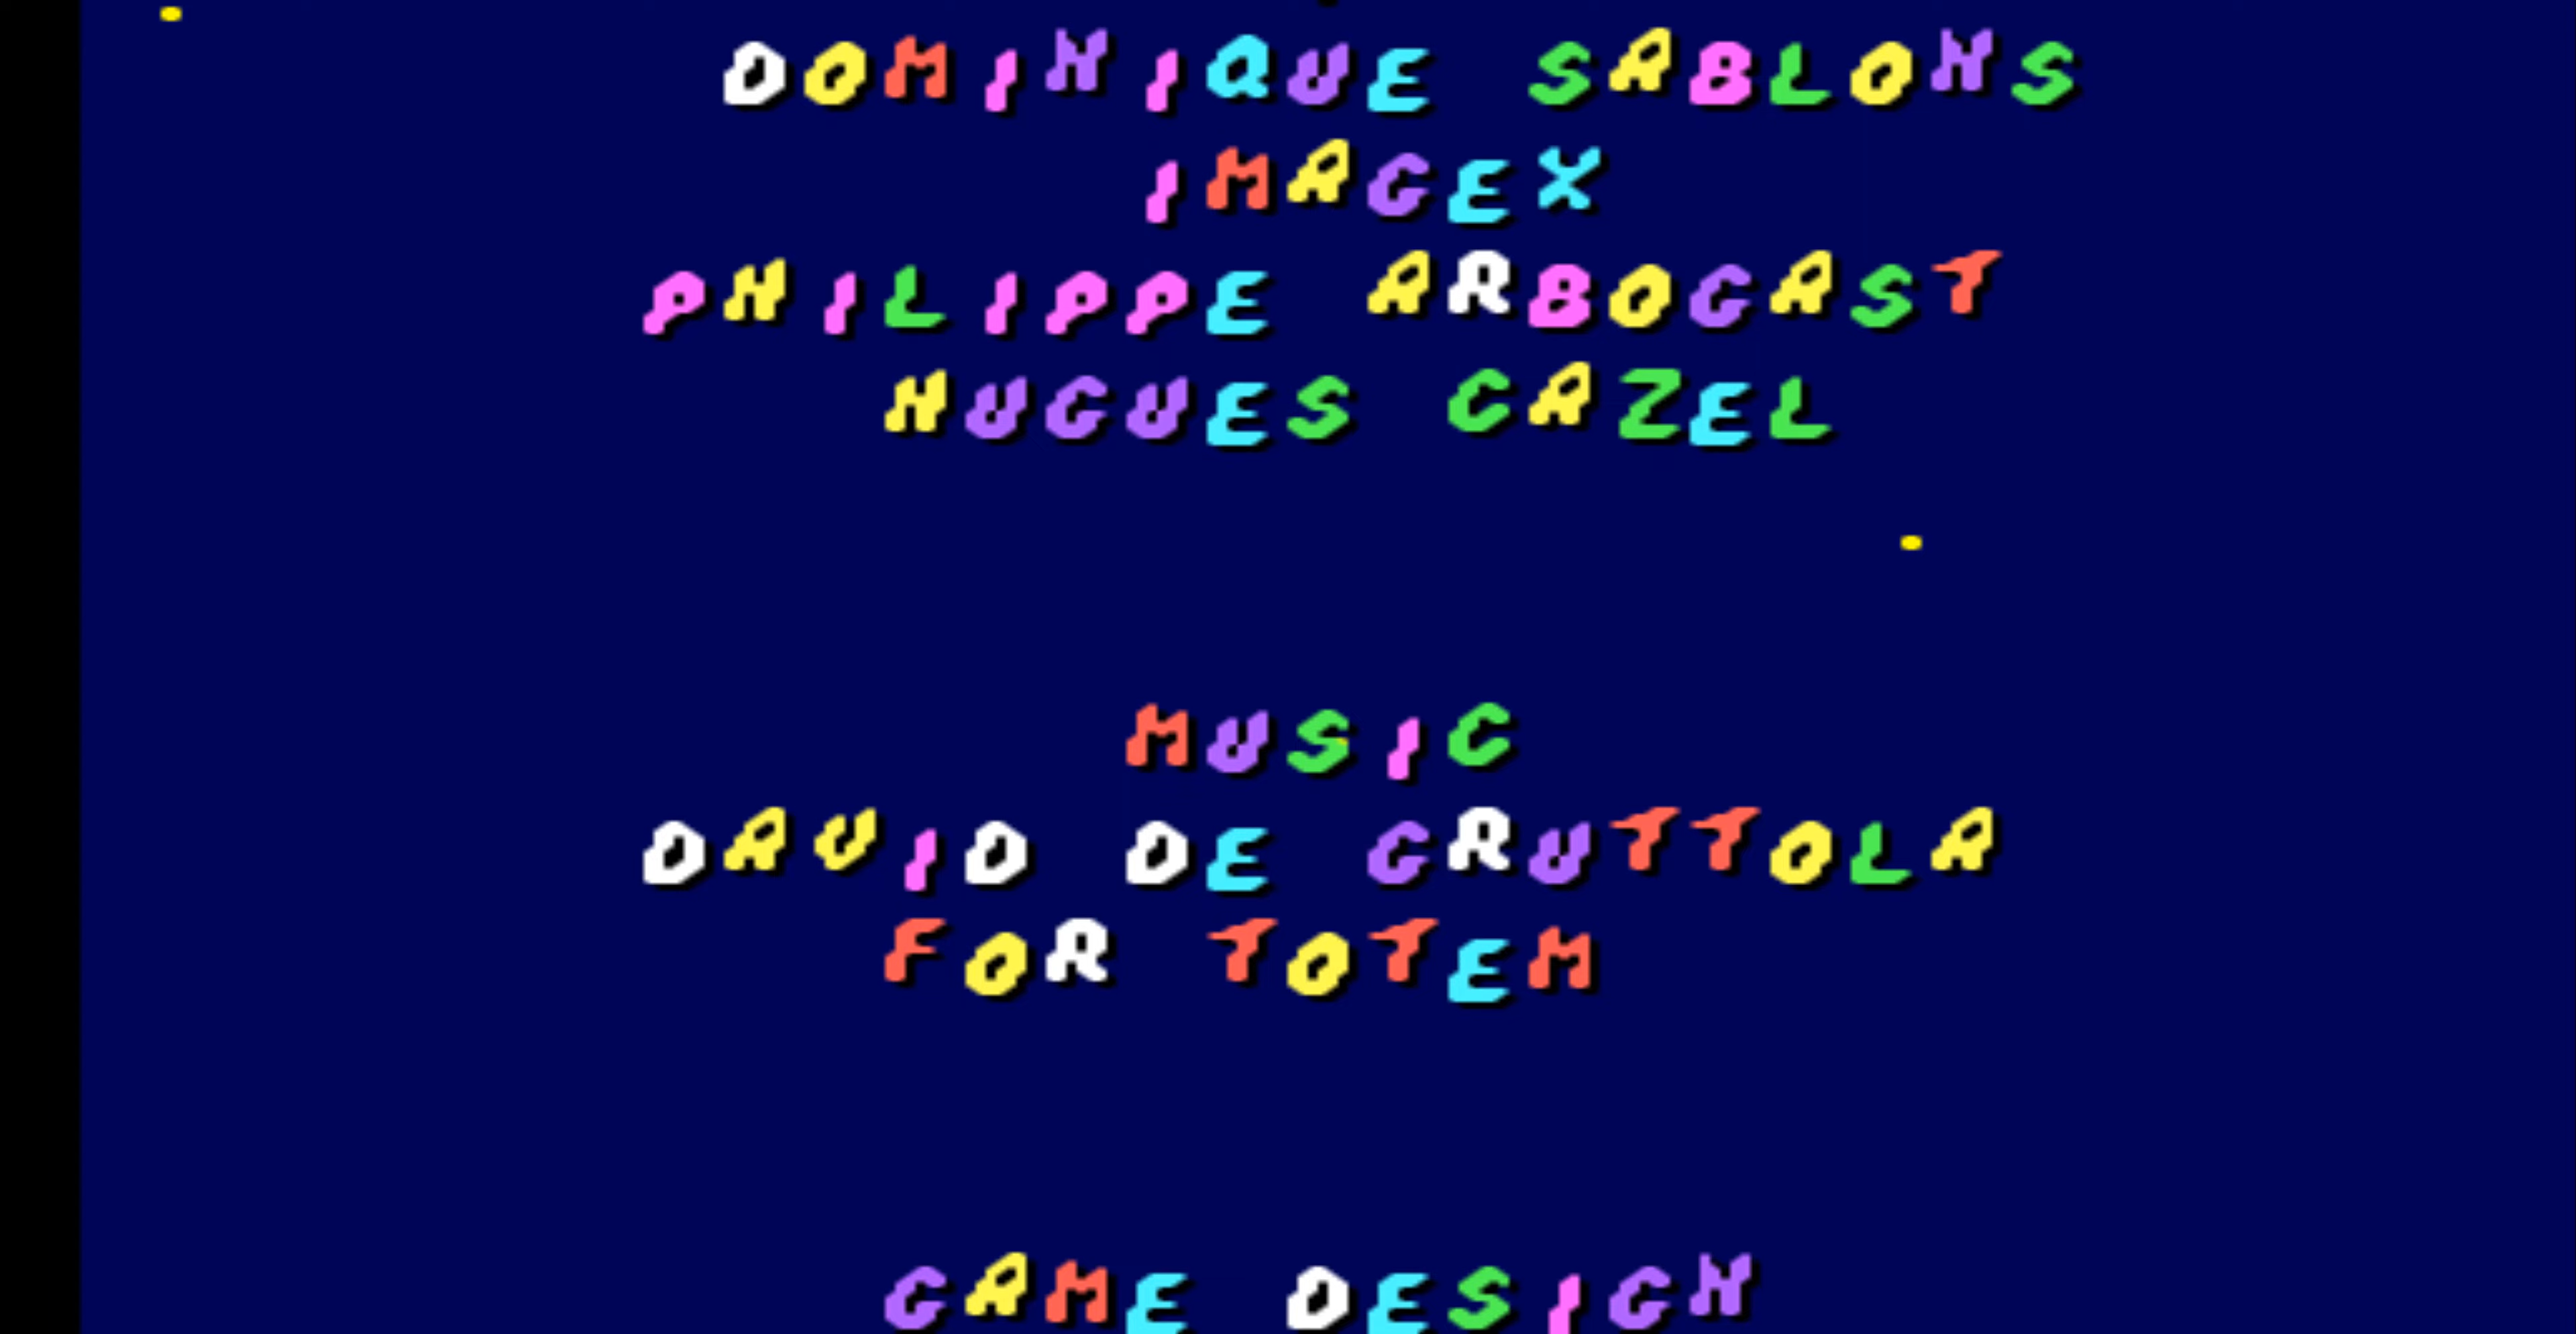 DOMINIQUE SABLONS
IMAGEX
PHILIPPE ARBOGAST
HUGUES CAZEL
MUSIC
DAVID DE GRUTTOLA
FOR TOTEM
GAME DESIGN